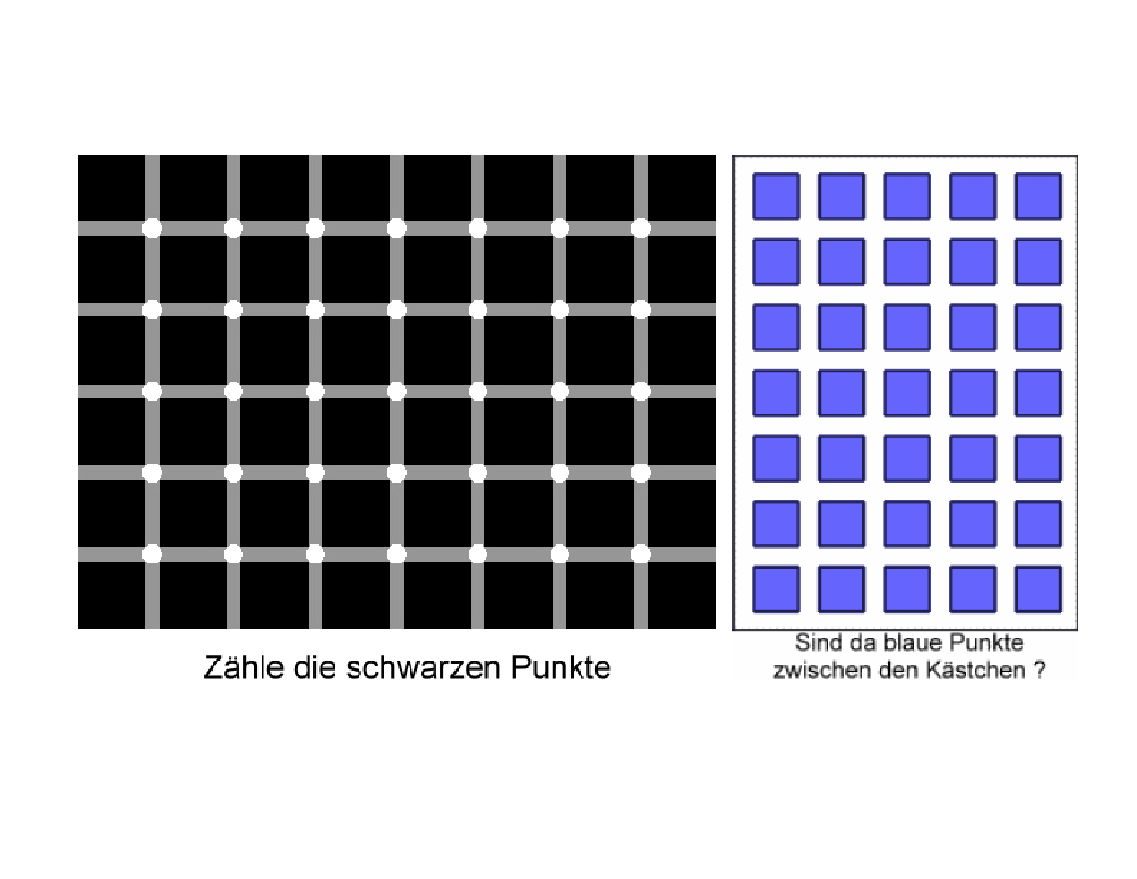 Zähle die schwarzen Punkte
Sind da blaue Punkte
zwischen den Kästchen ?